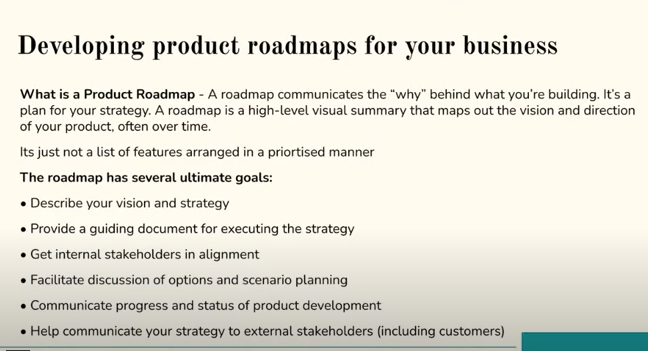 Developing product roadmaps for your business
What is a Product Roadmap - A roadmap communicates the “why” behind what you’re building. It’s a
plan for your strategy. A roadmap is a high-level visual summary that maps out the vision and direction
of your product, often over time.
Its just not a list of features arranged in a priortised manner
The roadmap has several ultimate goals:
• Describe your vision and strategy
• Provide a guiding document for executing the strategy
• Get internal stakeholders in alignment
• Facilitate discussion of options and scenario planning
• Communicate progress and status of product development
• Help communicate your strategy to external stakeholders (including customers)